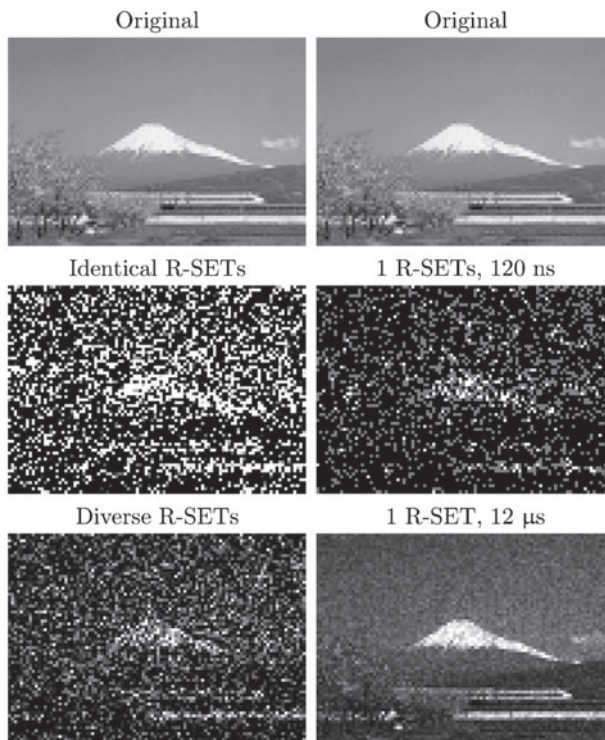 Original
Original
Identical R-SETs
1 R-SETs, 120 ns
Diverse R-SETs
1 R-SET, 12 μs